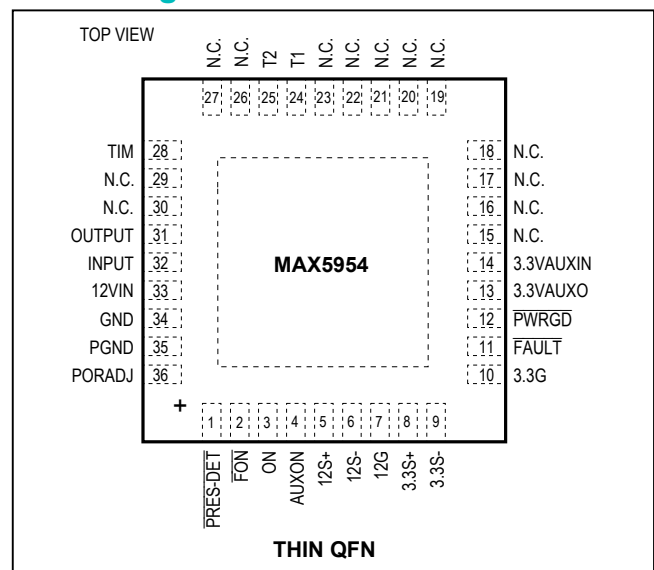 TOP VIEW
N.C. N.C. T2 T1 N.C. N.C. N.C. N.C. N.C.
27 26 25 24 23 22 21 20 19
TIM 28 18 N.C.
N.C. 29 17 N.C.
N.C. 30 16 N.C.
OUTPUT 31 15 N.C.
INPUT 32 MAX5954 14 3.3VAUXIN
12VIN 33 13 3.3VAUXO
GND 34 12 PWRGD
PGND 35 11 FAULT
PORADJ 36 10 3.3G
+
1 2 3 4 5 6 7 8 9
PRES-DET FON ON AUXON 12S+ 12S- 12G 3.3S+ 3.3S-
THIN QFN